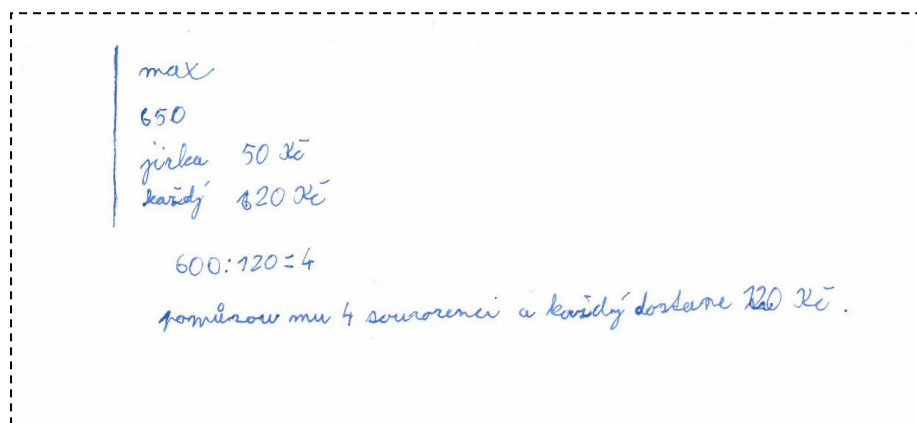 max
650
jirka 50 Kč
každý 120 Kč
600:120=4
pomůžou mu 4 sourozenci a každý dostane 120 Kč.